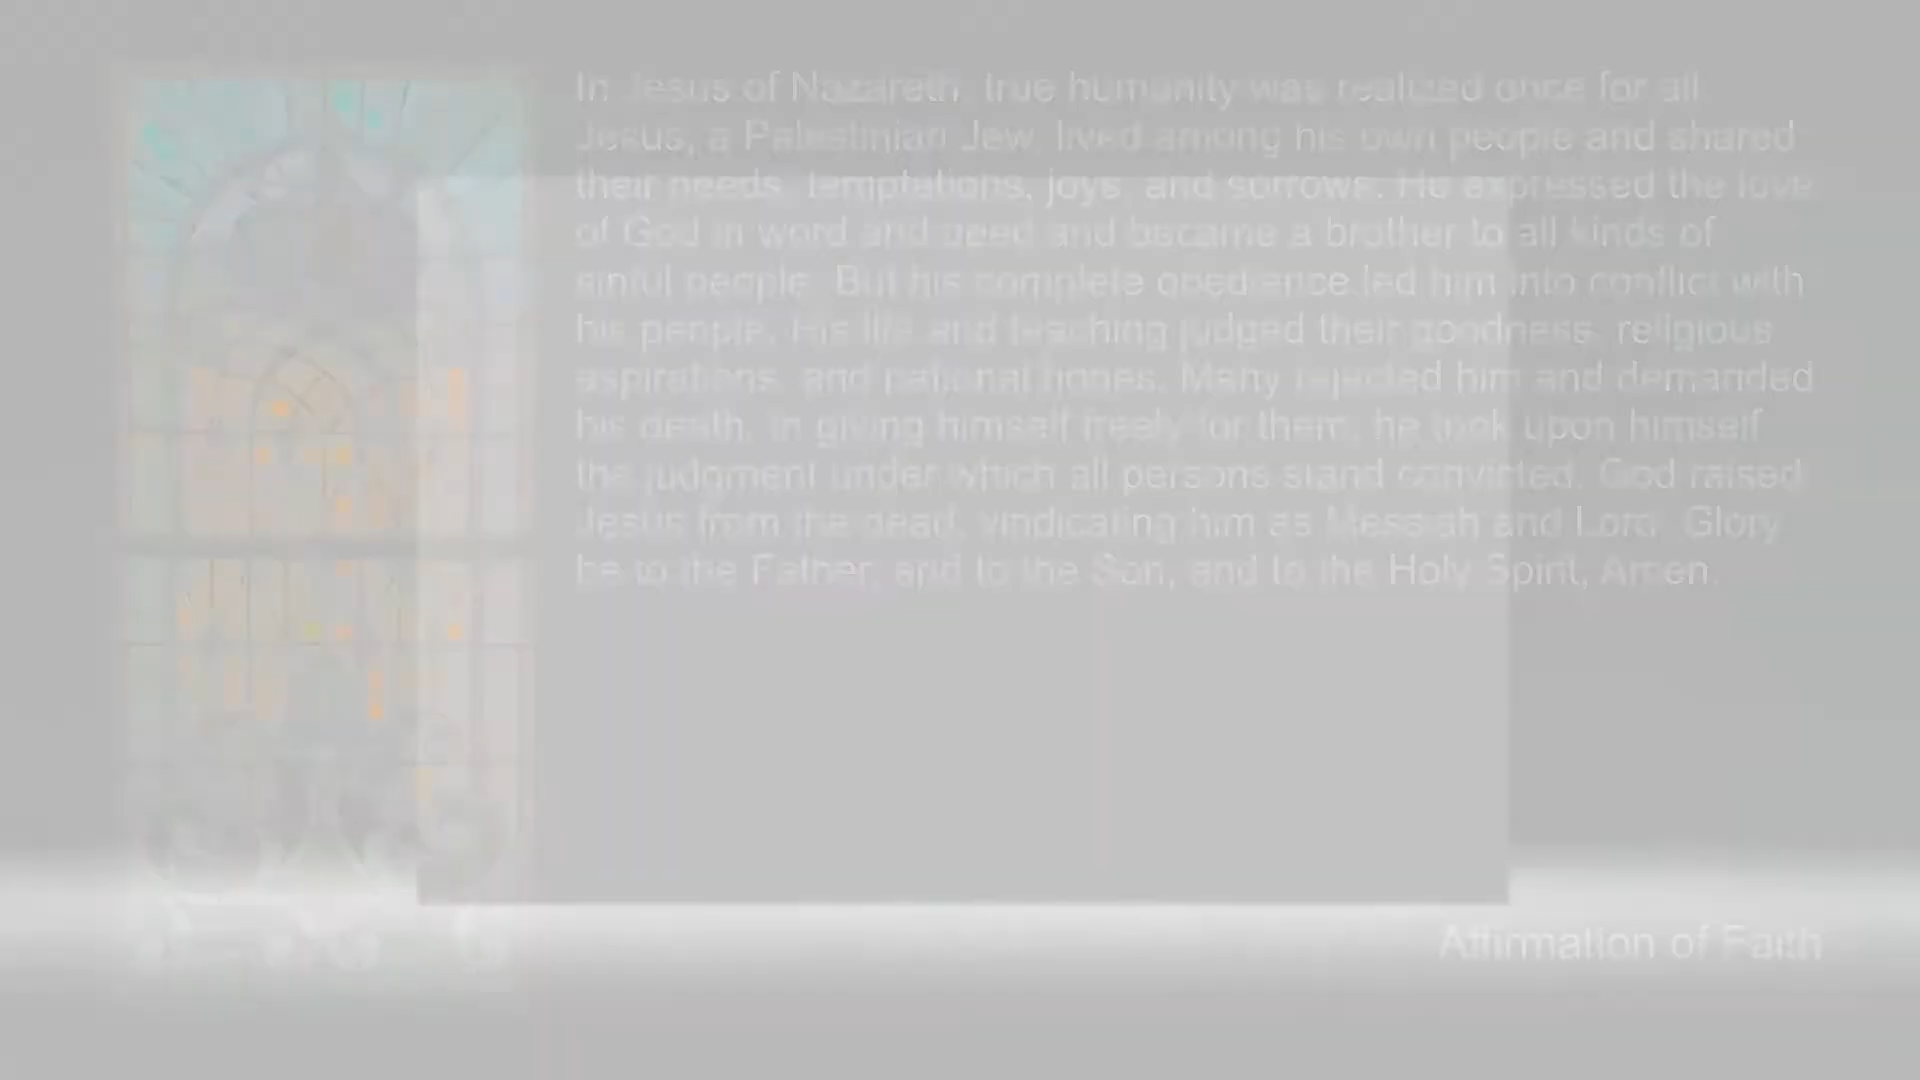 In Jesus of Nazareth, true humanity was realized once for all.
Jesus, a Palestinian Jew, lived among his own people and shared
their needs, temptations, joys, and sorrows. He expressed the love
of God in word and deed and became a brother to all kinds of
sinful people. But his complete obedience led him into conflict with
his people. His life and teaching judged their goodness, religious
aspirations, and national hopes. Many rejected him and demanded
his death. In giving himself freely for them, he took upon himself
the judgment under which all persons stand convicted. God raised
Jesus from the dead, vindicating him as Messiah and Lord. Glory
be to the Father, and to the Son, and to the Holy Spirit, Amen.
Affirmation of Faith